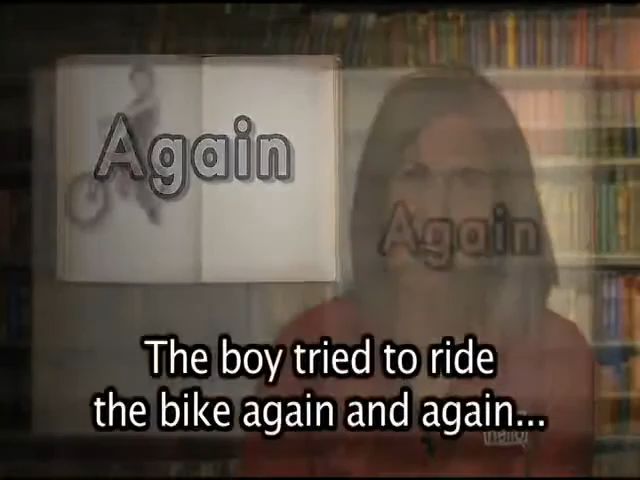 Again
Again
The boy tried to ride
the bike again and again...